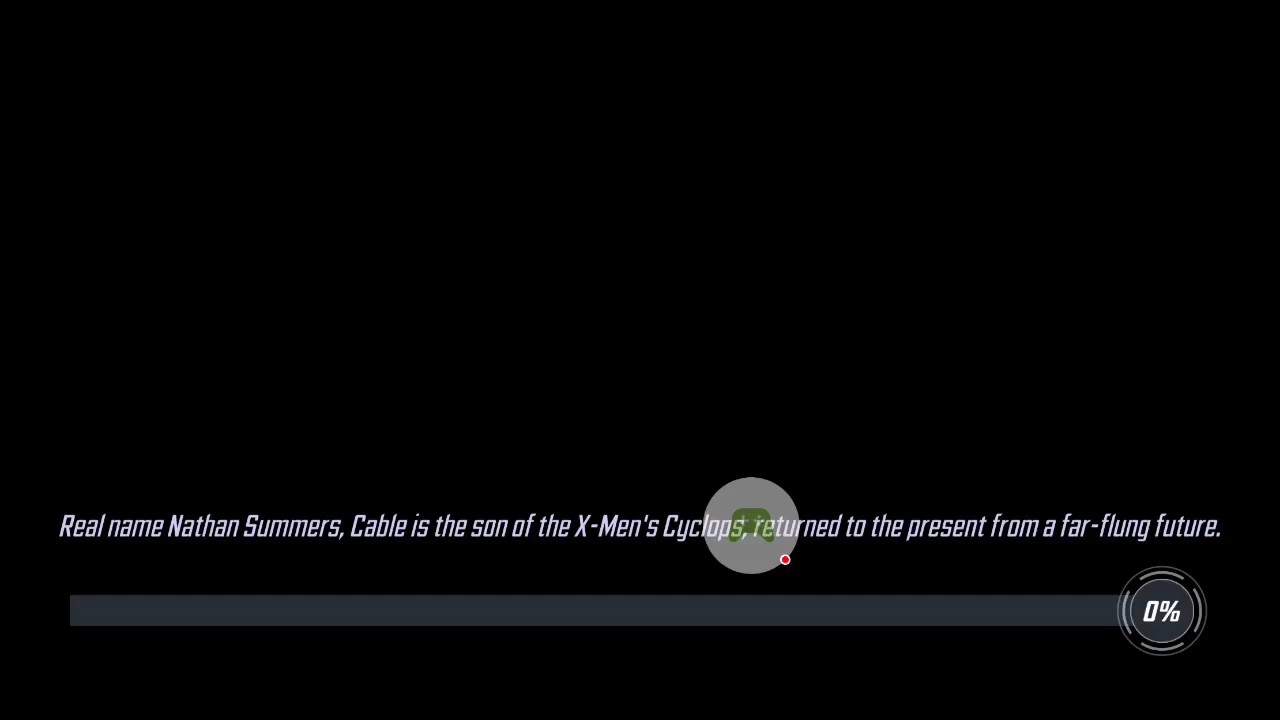 Real name Nathan Summers, Cable is the son of the X-Men's Cyclops, returned to the present from a far-flung future.
0%